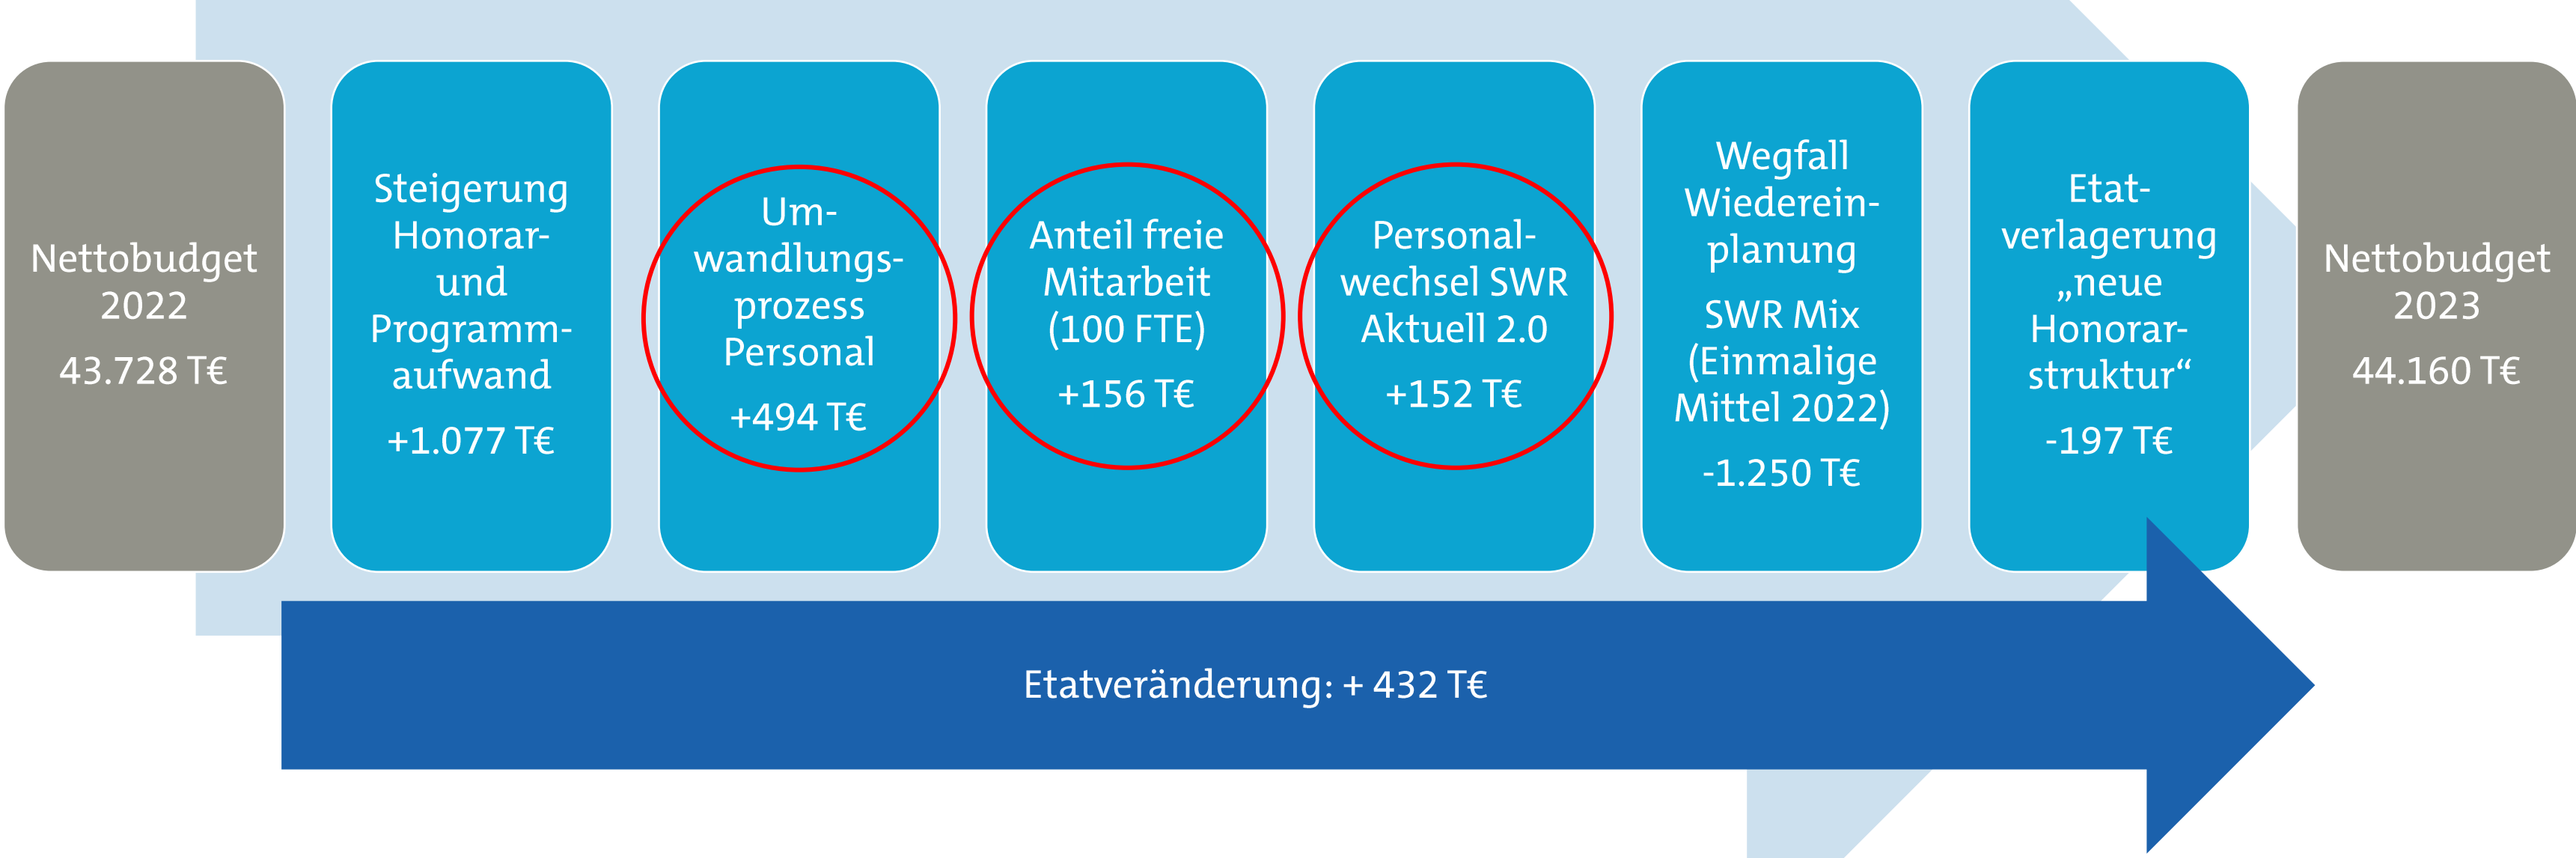 Nettobudget
2022
43.728 T€
Steigerung
Honorar-
und
Programm-
aufwand
+1.077 T€
Um-
wandlungs-
prozess
Personal
+494 T€
Anteil freie
Mitarbeit
(100 FTE)
+156 T€
Personal-
wechsel SWR
Aktuell 2.0
+152 T€
Wegfall
Wiederein-
planung
SWR Mix
(Einmalige
Mittel 2022)
-1.250 T€
Etat-
verlagerung
„neue
Honorar-
struktur“
-197 T€
Nettobudget
2023
44.160 T€
Etatveränderung: + 432 T€